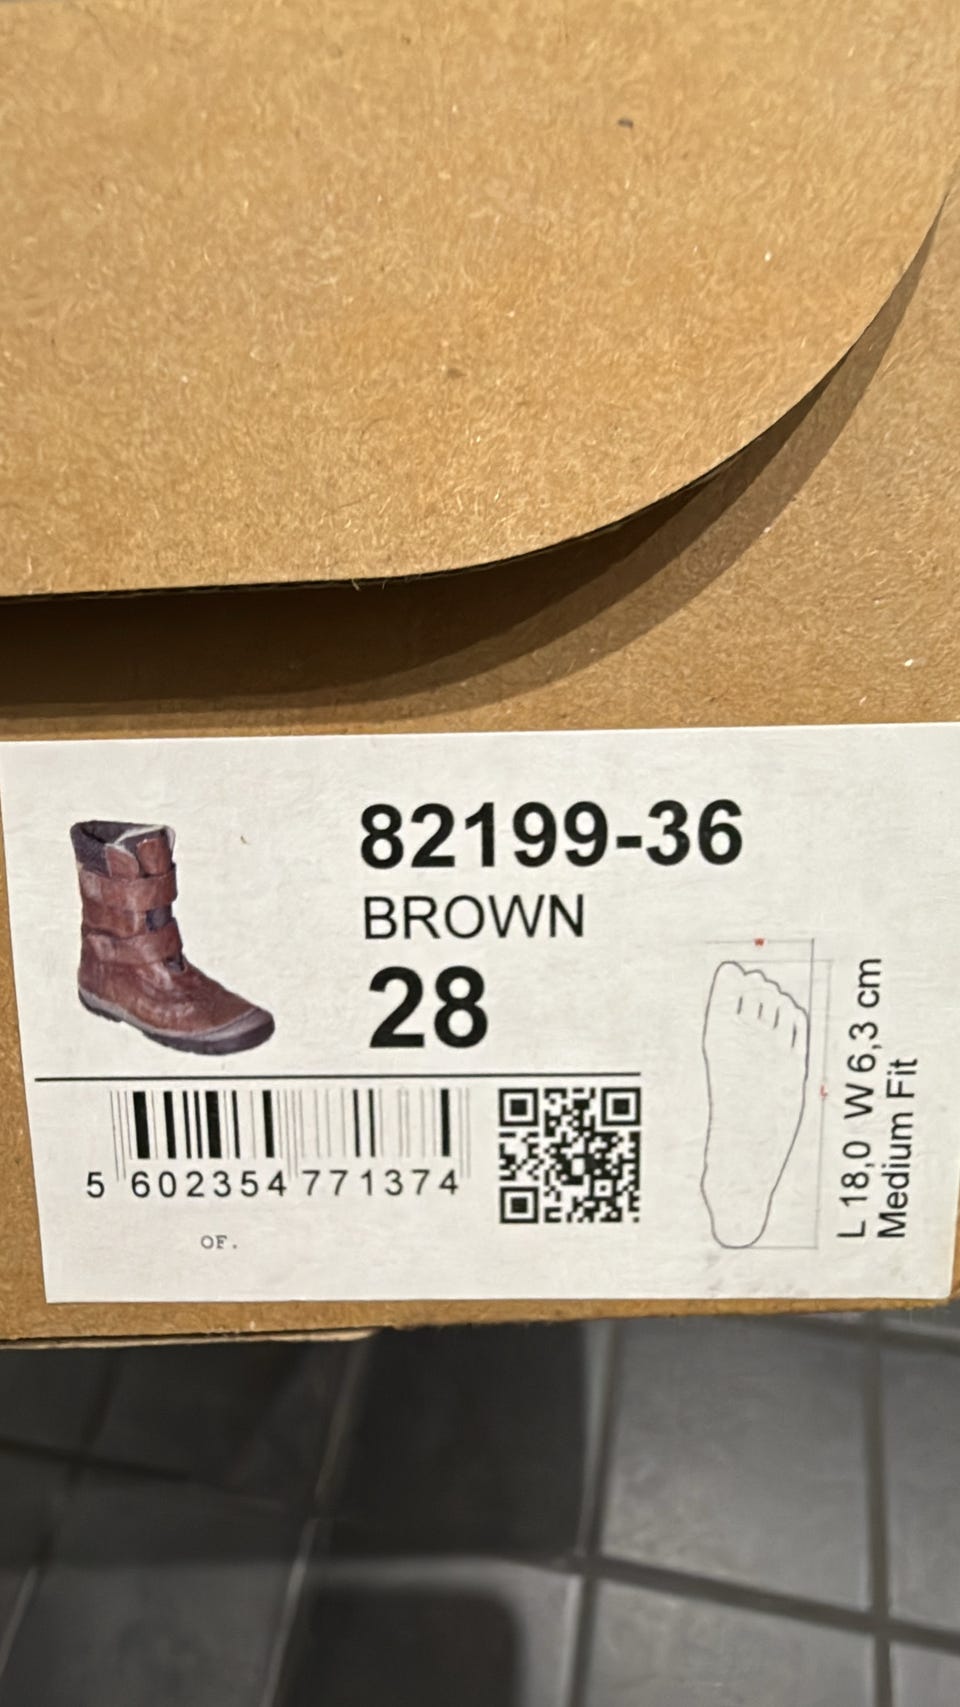 82199-36
BROWN
28
5 602354 771374
OF.
L 18,0 W 6,3 cm
Medium Fit